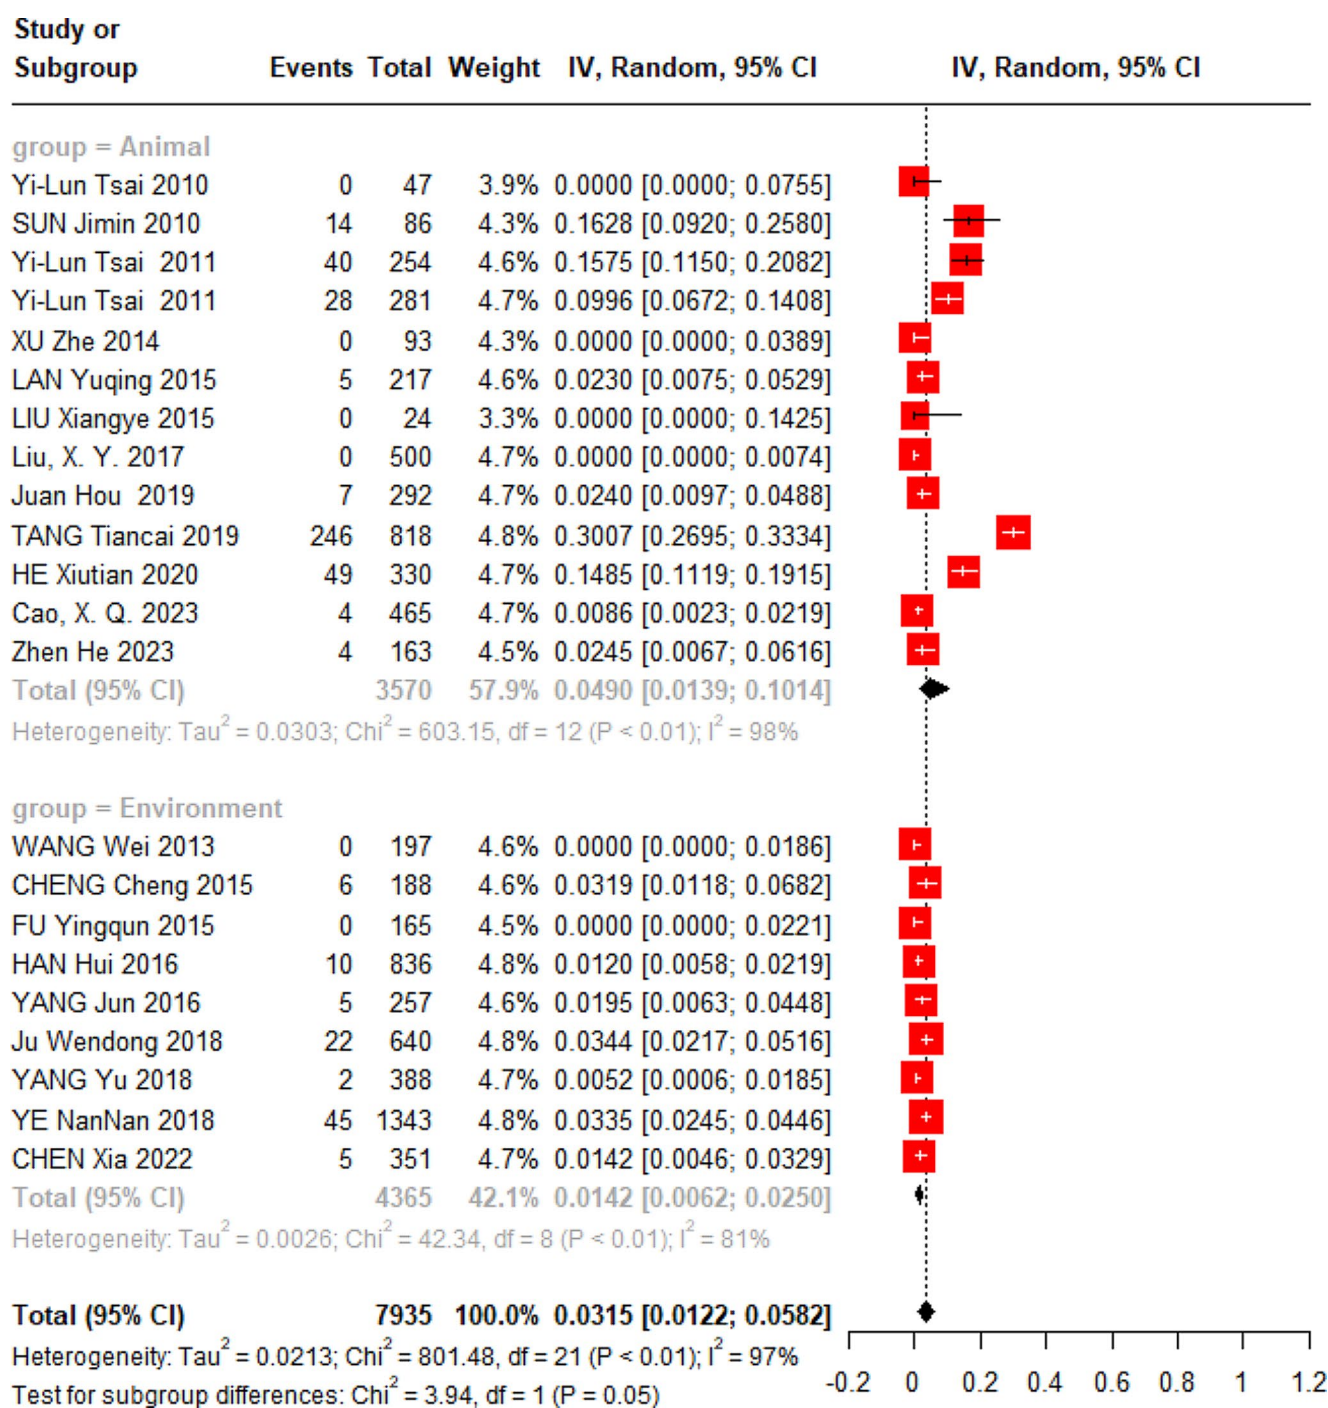 Study or
Subgroup Events Total Weight IV, Random, 95% CI IV, Random, 95% CI
group = Animal
Yi-Lun Tsai 2010 0 47 3.9% 0.0000 [0.0000; 0.0755]
SUN Jimin 2010 14 86 4.3% 0.1628 [0.0920; 0.2580]
Yi-Lun Tsai 2011 40 254 4.6% 0.1575 [0.1150; 0.2082]
Yi-Lun Tsai 2011 28 281 4.7% 0.0996 [0.0672; 0.1408]
XU Zhe 2014 0 93 4.3% 0.0000 [0.0000; 0.0389]
LAN Yuqing 2015 5 217 4.6% 0.0230 [0.0075; 0.0529]
LIU Xiangye 2015 0 24 3.3% 0.0000 [0.0000; 0.1425]
Liu, X. Y. 2017 0 500 4.7% 0.0000 [0.0000; 0.0074]
Juan Hou 2019 7 292 4.7% 0.0240 [0.0097; 0.0488]
TANG Tiancai 2019 246 818 4.8% 0.3007 [0.2695; 0.3334]
HE Xiutian 2020 49 330 4.7% 0.1485 [0.1119; 0.1915]
Cao, X. Q. 2023 4 465 4.7% 0.0086 [0.0023; 0.0219]
Zhen He 2023 4 163 4.5% 0.0245 [0.0067; 0.0616]
Total (95% CI) 3570 57.9% 0.0490 [0.0139; 0.1014]
Heterogeneity: Tau² = 0.0303; Chi² = 603.15, df = 12 (P < 0.01); I² = 98%
group = Environment
WANG Wei 2013 0 197 4.6% 0.0000 [0.0000; 0.0186]
CHENG Cheng 2015 6 188 4.6% 0.0319 [0.0118; 0.0682]
FU Yingqun 2015 0 165 4.5% 0.0000 [0.0000; 0.0221]
HAN Hui 2016 10 836 4.8% 0.0120 [0.0058; 0.0219]
YANG Jun 2016 5 257 4.6% 0.0195 [0.0063; 0.0448]
Ju Wendong 2018 22 640 4.8% 0.0344 [0.0217; 0.0516]
YANG Yu 2018 2 388 4.7% 0.0052 [0.0006; 0.0185]
YE NanNan 2018 45 1343 4.8% 0.0335 [0.0245; 0.0446]
CHEN Xia 2022 5 351 4.7% 0.0142 [0.0046; 0.0329]
Total (95% CI) 4365 42.1% 0.0142 [0.0062; 0.0250]
Heterogeneity: Tau² = 0.0026; Chi² = 42.34, df = 8 (P < 0.01); I² = 81%
Total (95% CI) 7935 100.0% 0.0315 [0.0122; 0.0582]
Heterogeneity: Tau² = 0.0213; Chi² = 801.48, df = 21 (P < 0.01); I² = 97%
Test for subgroup differences: Chi² = 3.94, df = 1 (P = 0.05)
-0.2 0 0.2 0.4 0.6 0.8 1 1.2